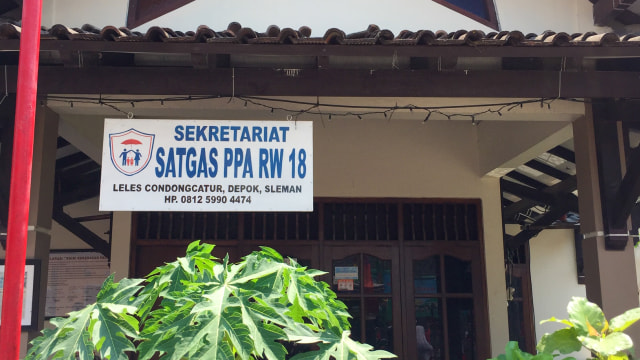 SEKRETARIAT
SATGAS PPA RW 18
LELES CONDONGCATUR, DEPOK, SLEMAN
HP. 0812 5990 4474